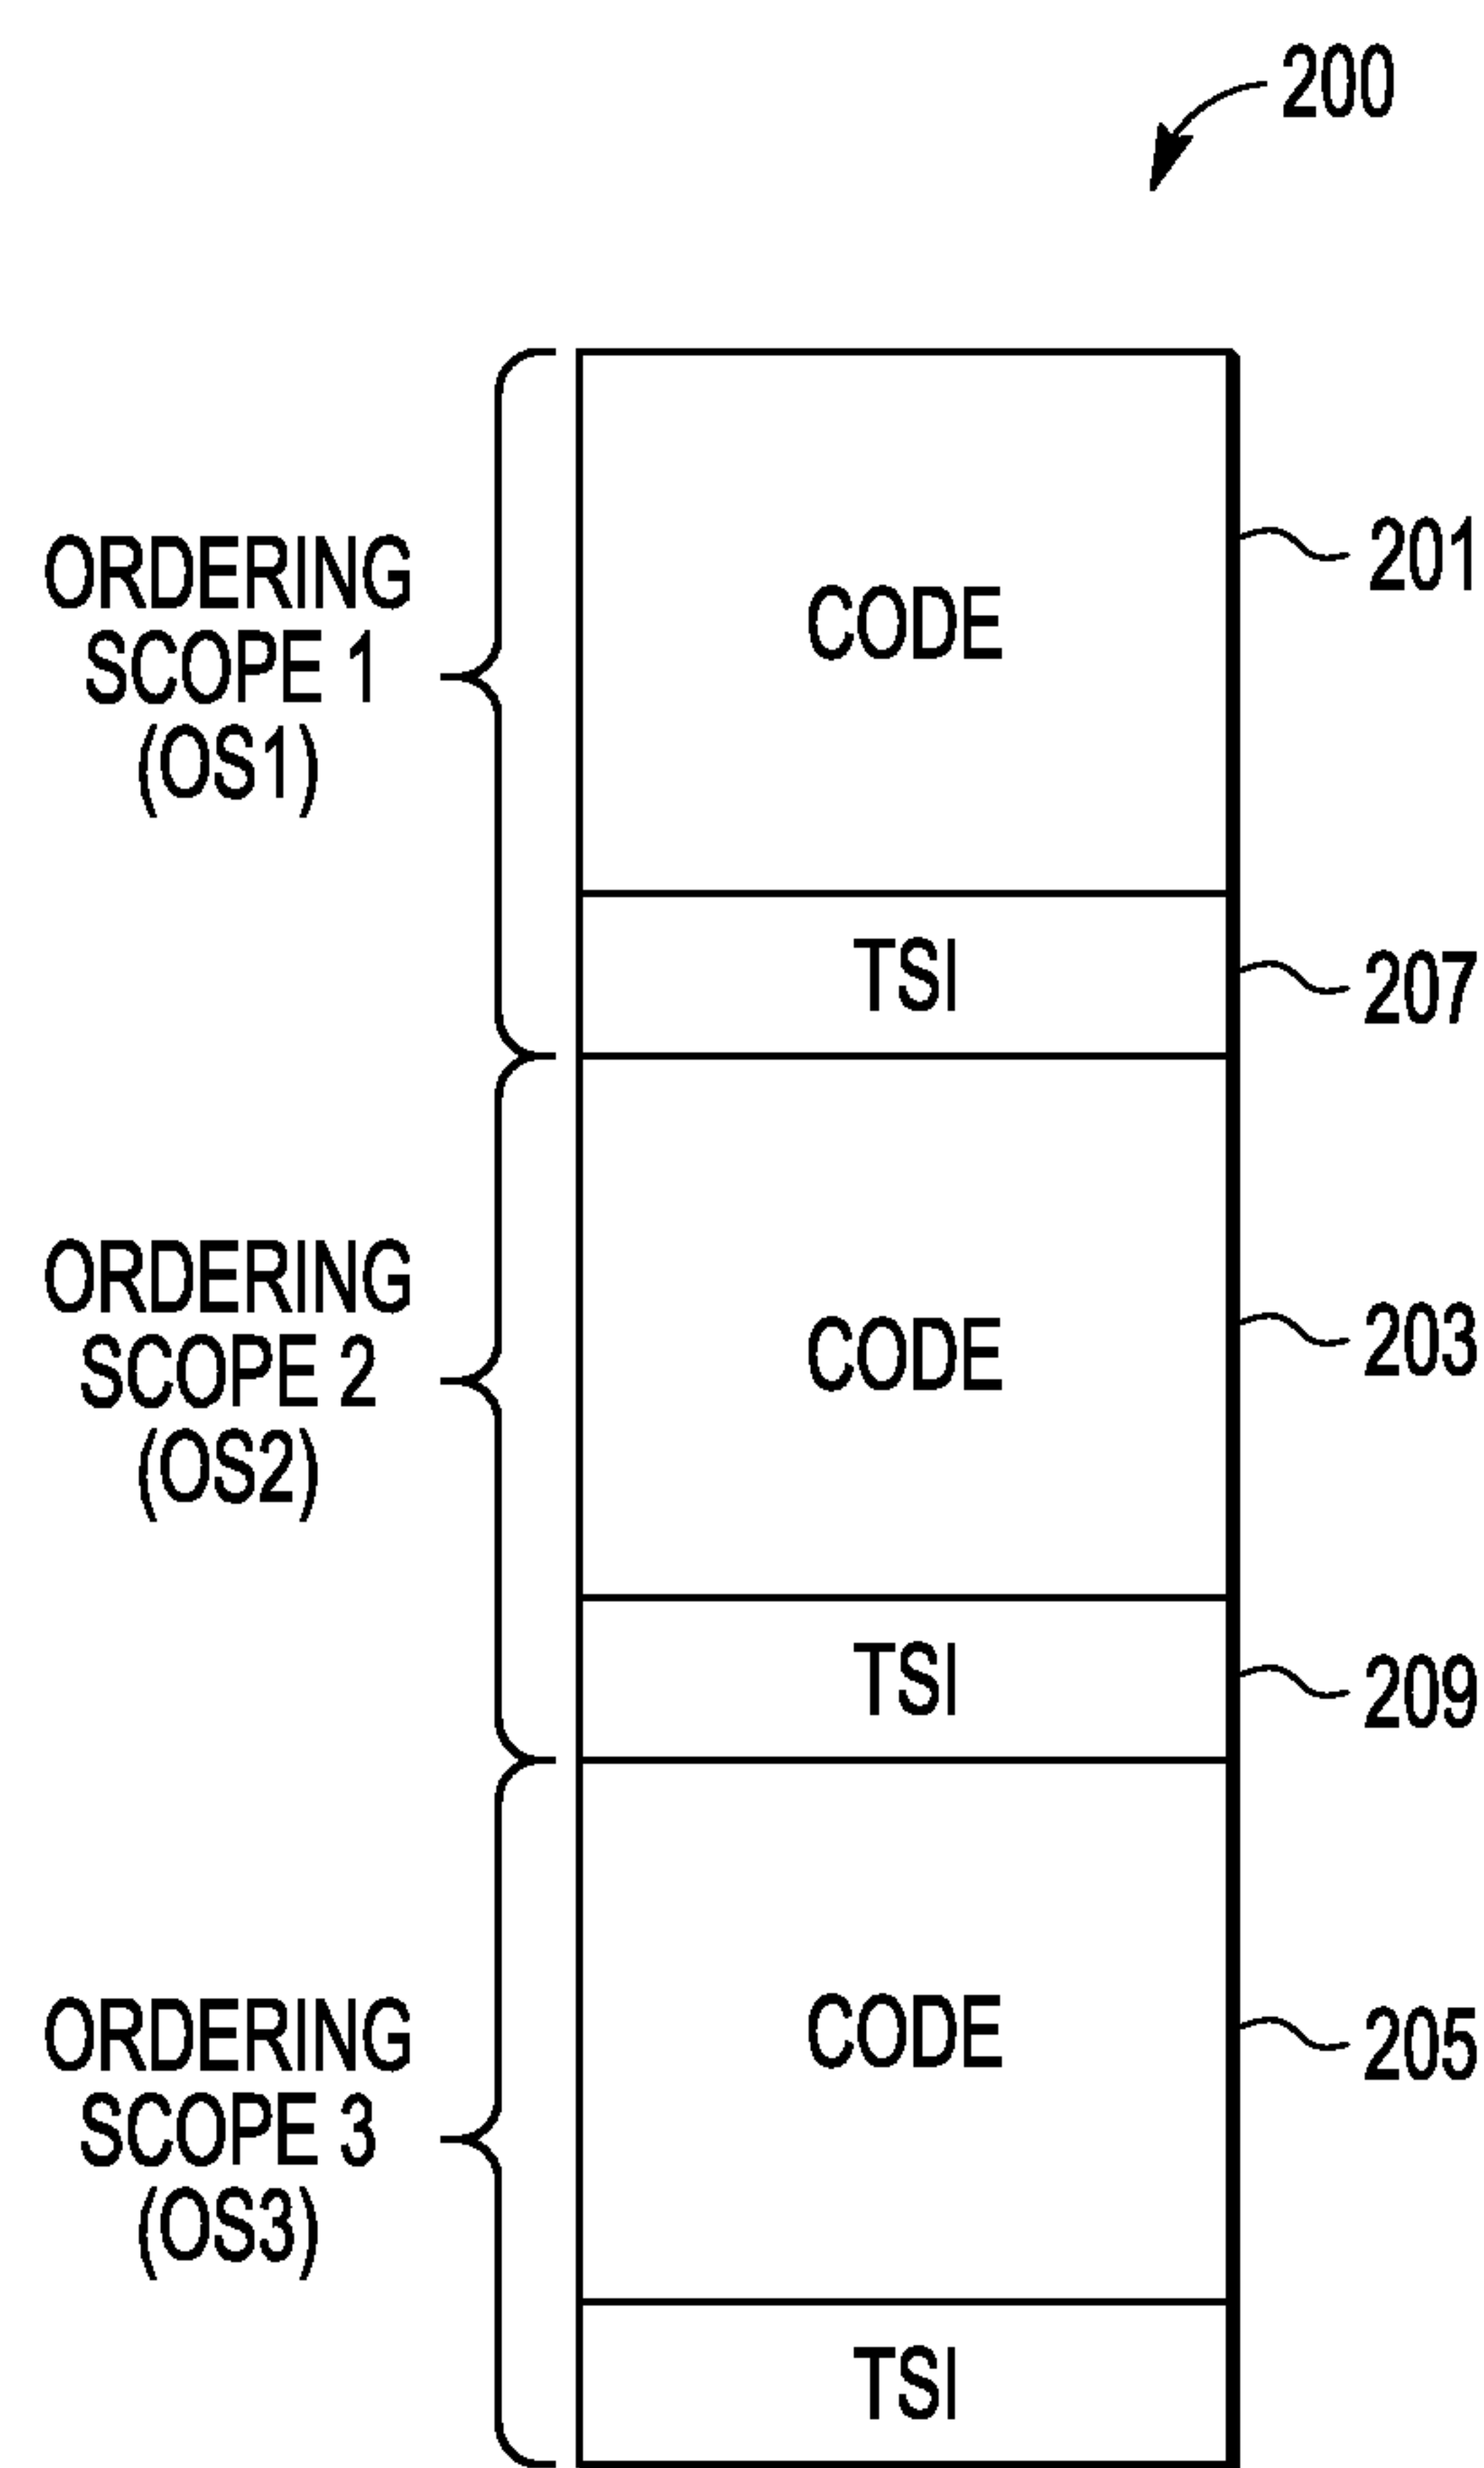 200
ORDERING
SCOPE 1
(OS1)
CODE
201
TSI
207
ORDERING
SCOPE 2
(OS2)
CODE
203
TSI
209
ORDERING
SCOPE 3
(OS3)
CODE
205
TSI